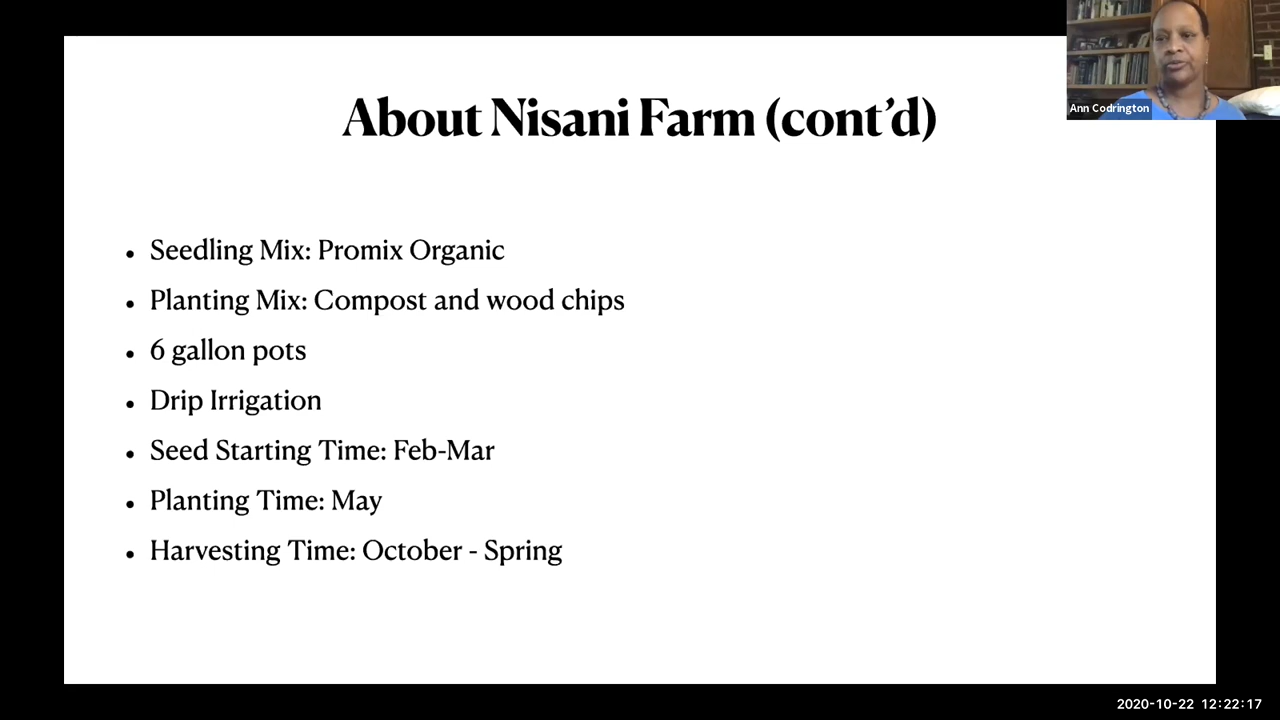 About Nisani Farm (cont’d)
Ann Codrington
• Seedling Mix: Promix Organic
• Planting Mix: Compost and wood chips
• 6 gallon pots
• Drip Irrigation
• Seed Starting Time: Feb-Mar
• Planting Time: May
• Harvesting Time: October - Spring
2020-10-22 12:22:17